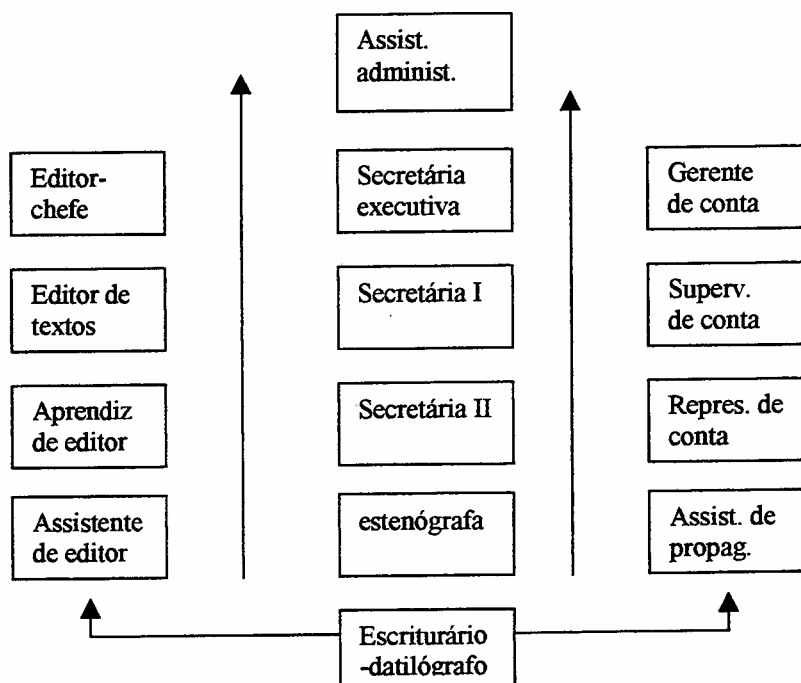 Assist.
administ.
Editor-
chefe
Secretária
executiva
Gerente
de conta
Editor de
textos
Secretária I
Superv.
de conta
Aprendiz
de editor
Secretária II
Repres. de
conta
Assistente
de editor
estenógrafa
Assist. de
propag.
Escriturário
-datilógrafo